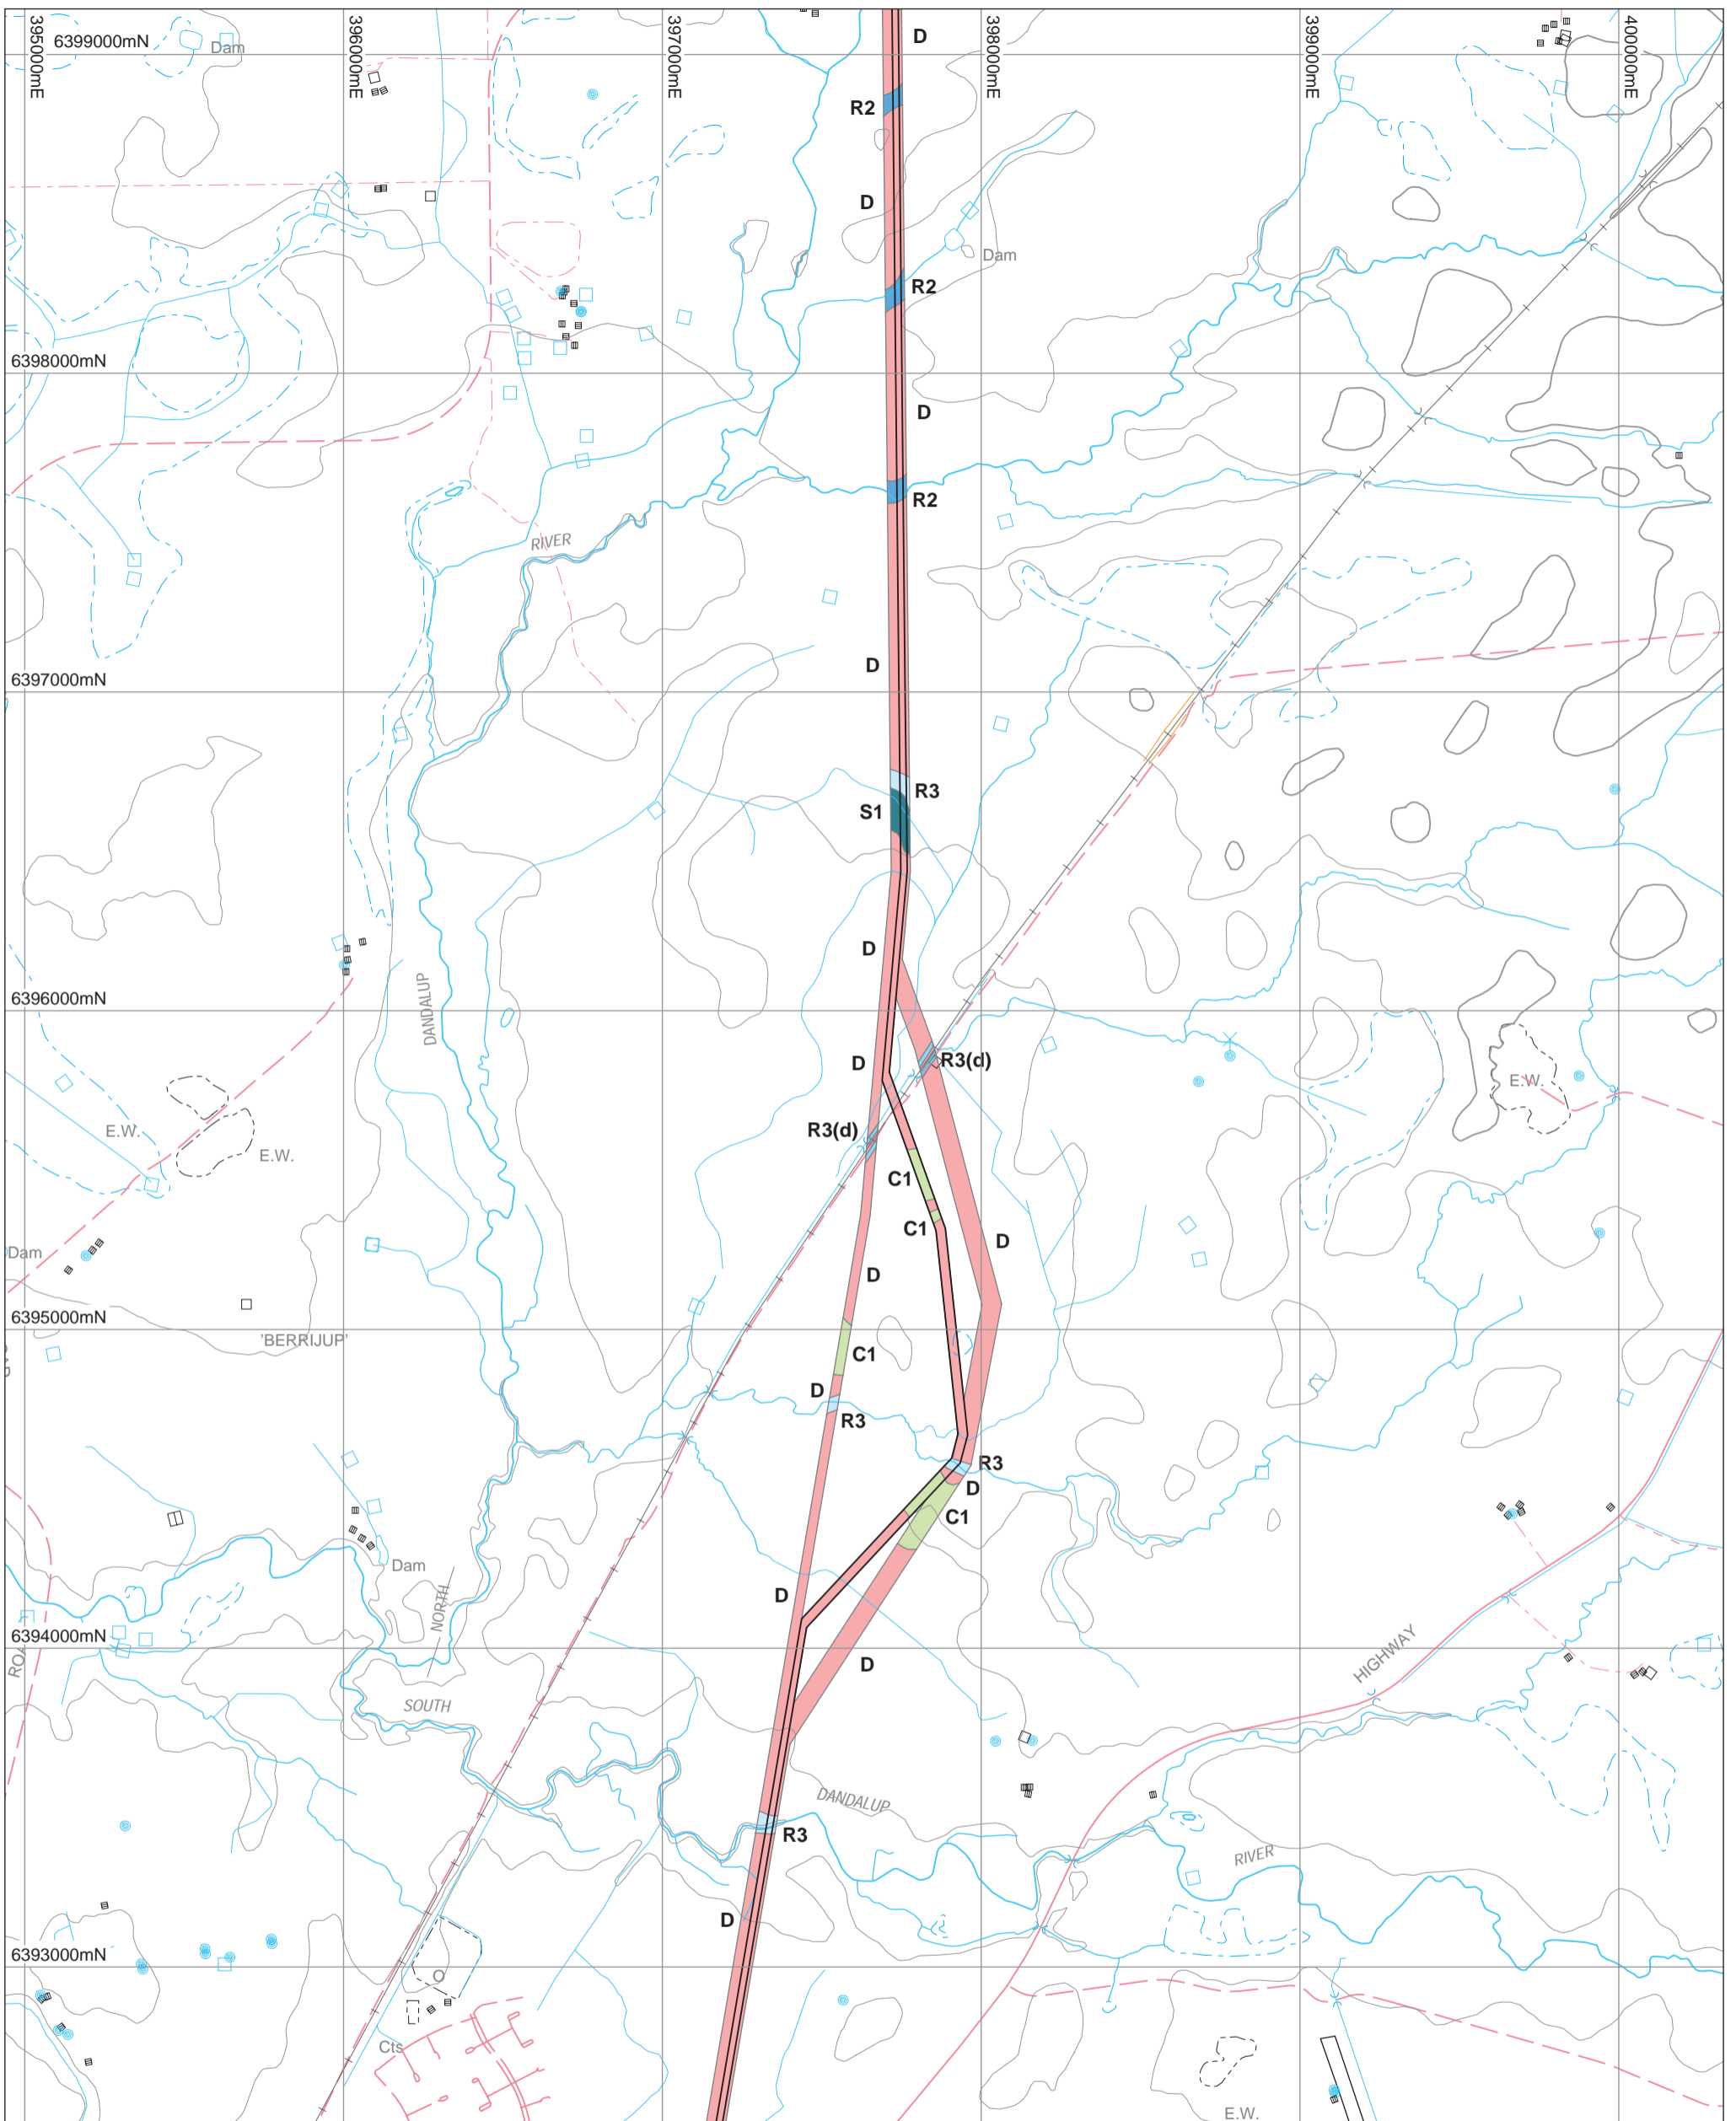 395000mE
396000mE
397000mE
398000mE
399000mE
400000mE
6399000mN
Dam
D
R2
D
Dam
R2
6398000mN
D
R2
RIVER
D
6397000mN
R3
S1
D
6396000mN
DANDALUP
D
R3(d)
E.W.
R3(d)
E.W.
E.W.
C1
C1
D
Dam
D
6395000mN
'BERRIJUP'
C1
D
R3
R3
D
C1
Dam
D
NORTH
6394000mN
HIGHWAY
D
SOUTH
DANDALUP
R3
RIVER
D
6393000mN
O
Cts
E.W.